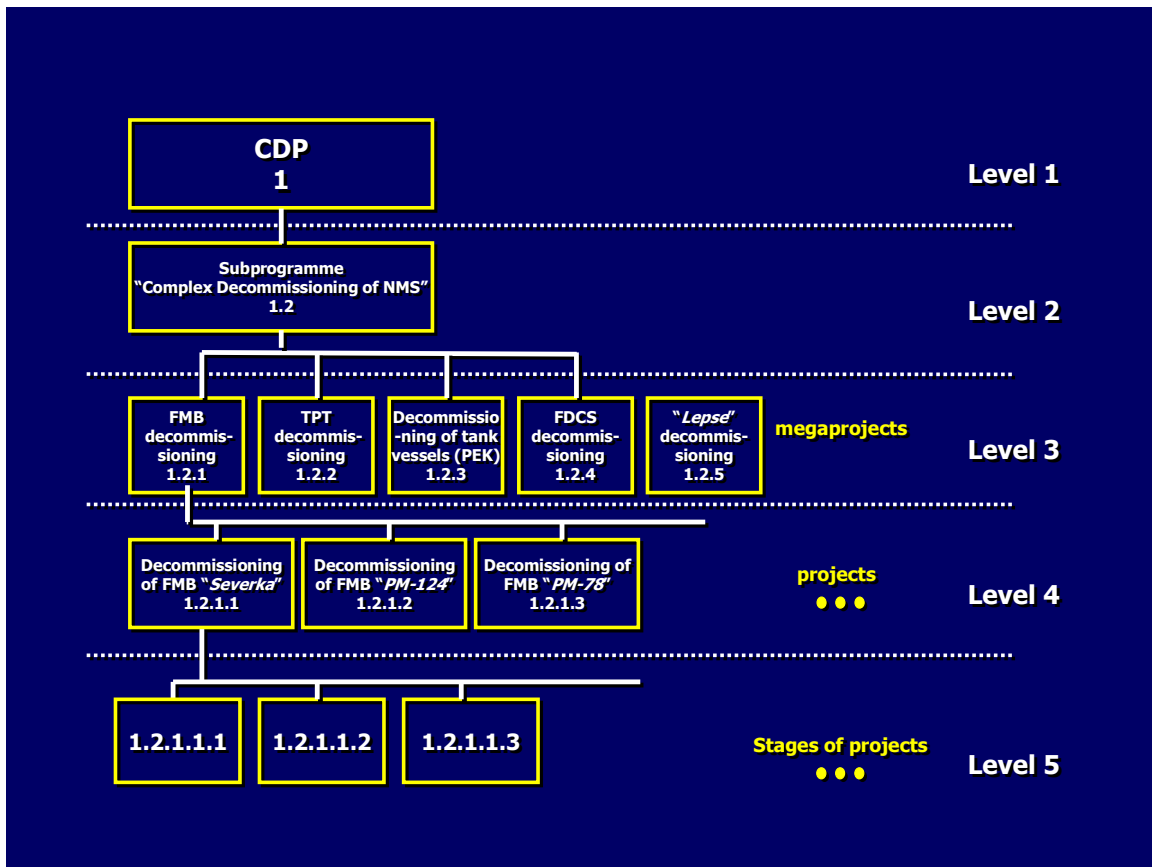 CDP
1
Level 1
Subprogramme
“Complex Decommissioning of NMS”
1.2
Level 2
FMB
decommis-
sioning
1.2.1
TPT
decommis-
sioning
1.2.2
Decommissio
-ning of tank
vessels (PEK)
1.2.3
FDCS
decommis-
sioning
1.2.4
“Lepse”
decommis-
sioning
1.2.5
megaprojects
Level 3
Decommissioning
of FMB “Severka”
1.2.1.1
Decommissioning
of FMB “PM-124”
1.2.1.2
Decomissioning of
FMB “PM-78”
1.2.1.3
projects
Level 4
1.2.1.1.1
1.2.1.1.2
1.2.1.1.3
Stages of projects
Level 5